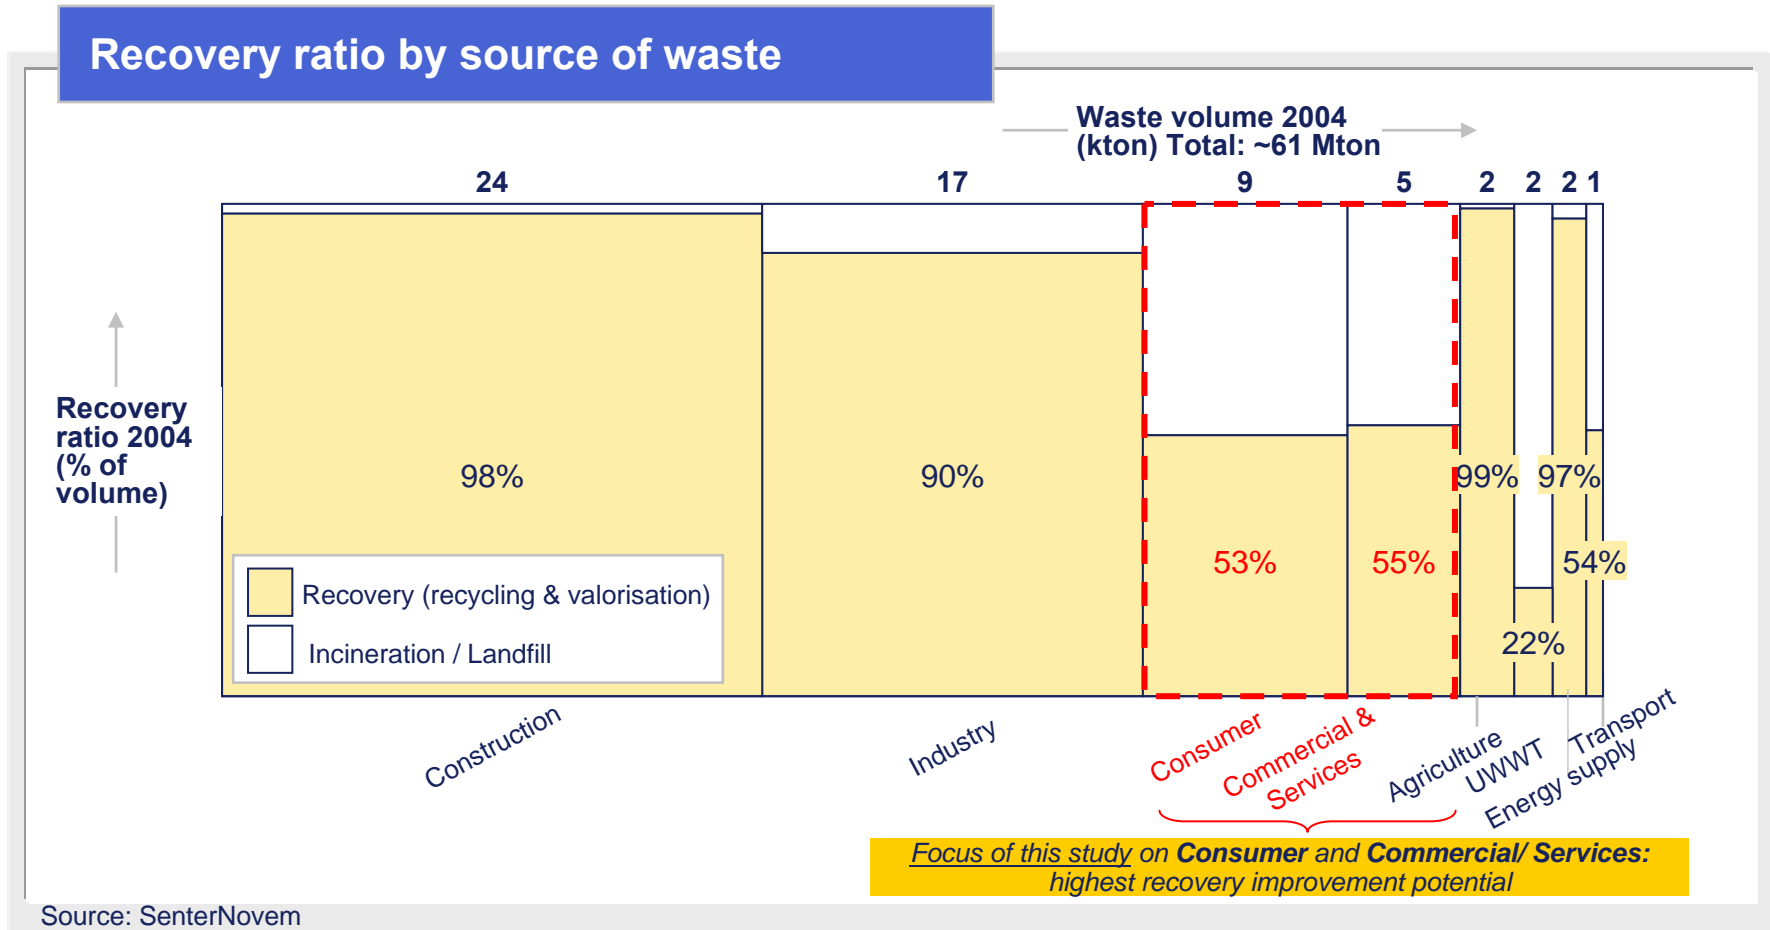 Recovery ratio by source of waste
Waste volume 2004
(kton) Total: ~61 Mton
24 17 9 5 2 2 2 1
Recovery
ratio 2004
(% of
volume)
98% 90% 99% 97%
53% 55% 54%
22%
Recovery (recycling & valorisation)
Incineration / Landfill
Construction
Industry
Consumer
Commercial &
Services
Agriculture
UWWT
Energy supply
Transport
Focus of this study on Consumer and Commercial/ Services:
highest recovery improvement potential
Source: SenterNovem